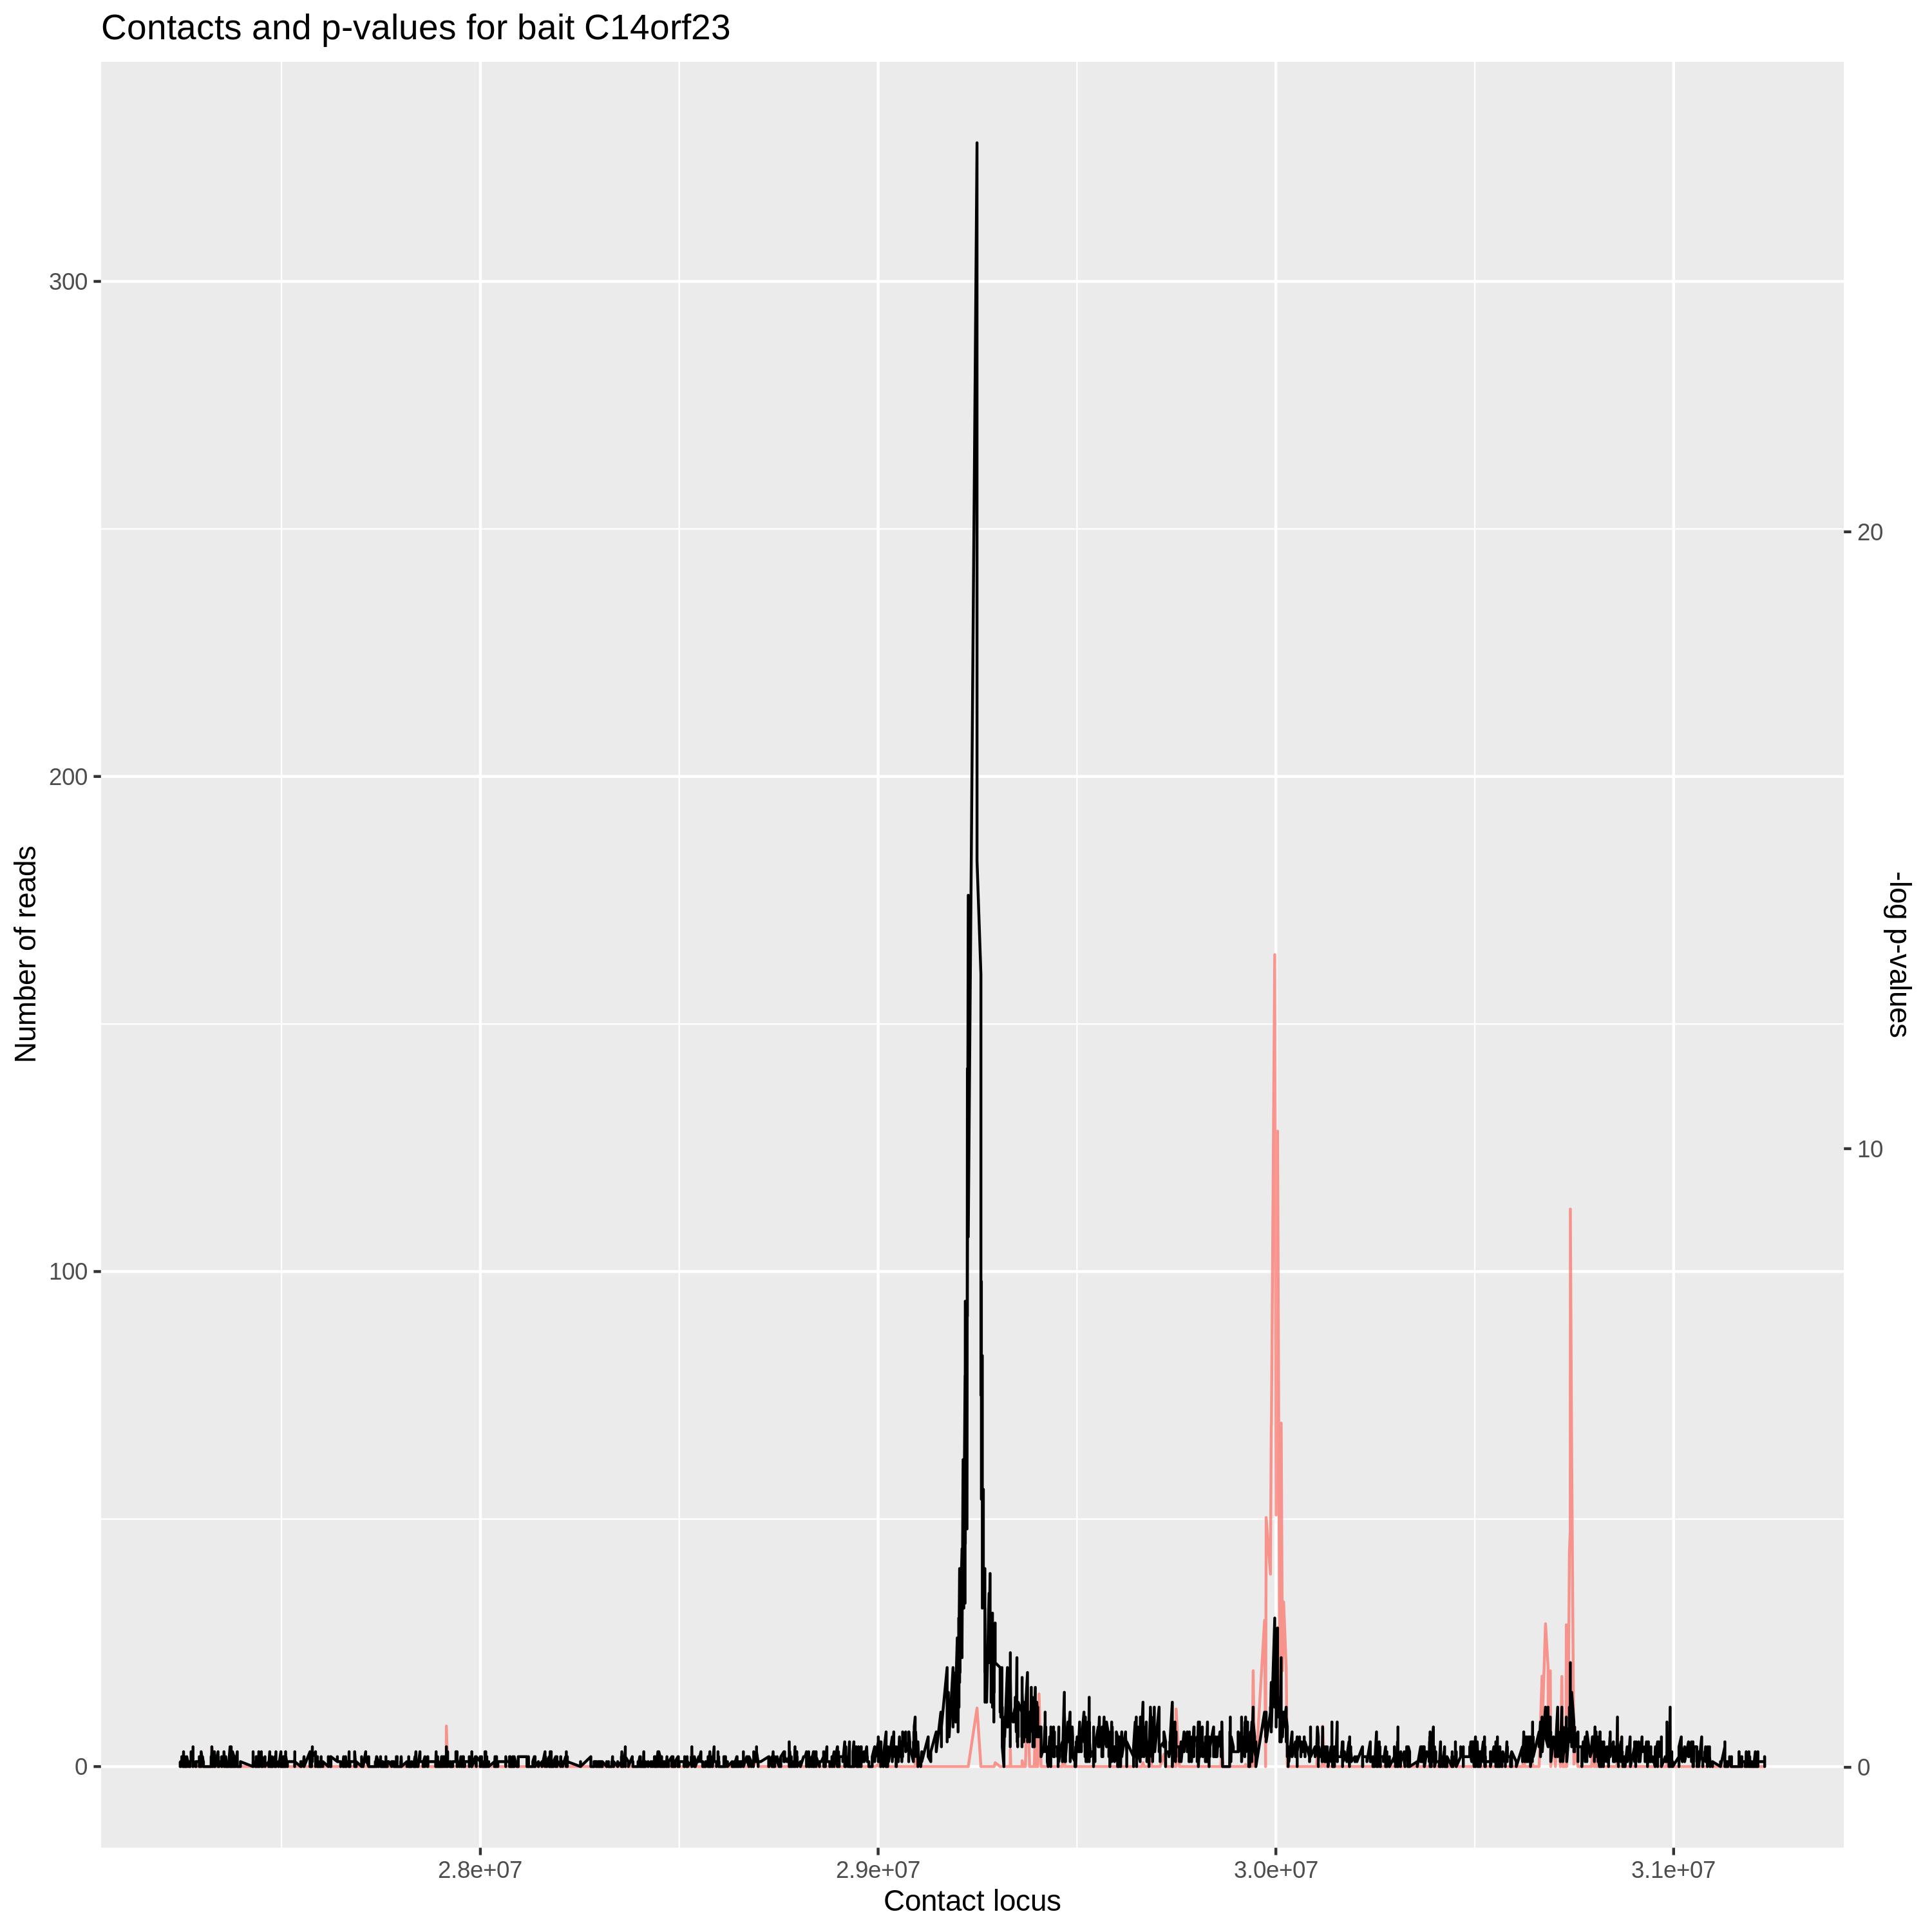 Contacts and p-values for bait C14orf23
300
200
100
0
Number of reads
20
10
0
-log p-values
2.8e+07
2.9e+07
3.0e+07
3.1e+07
Contact locus